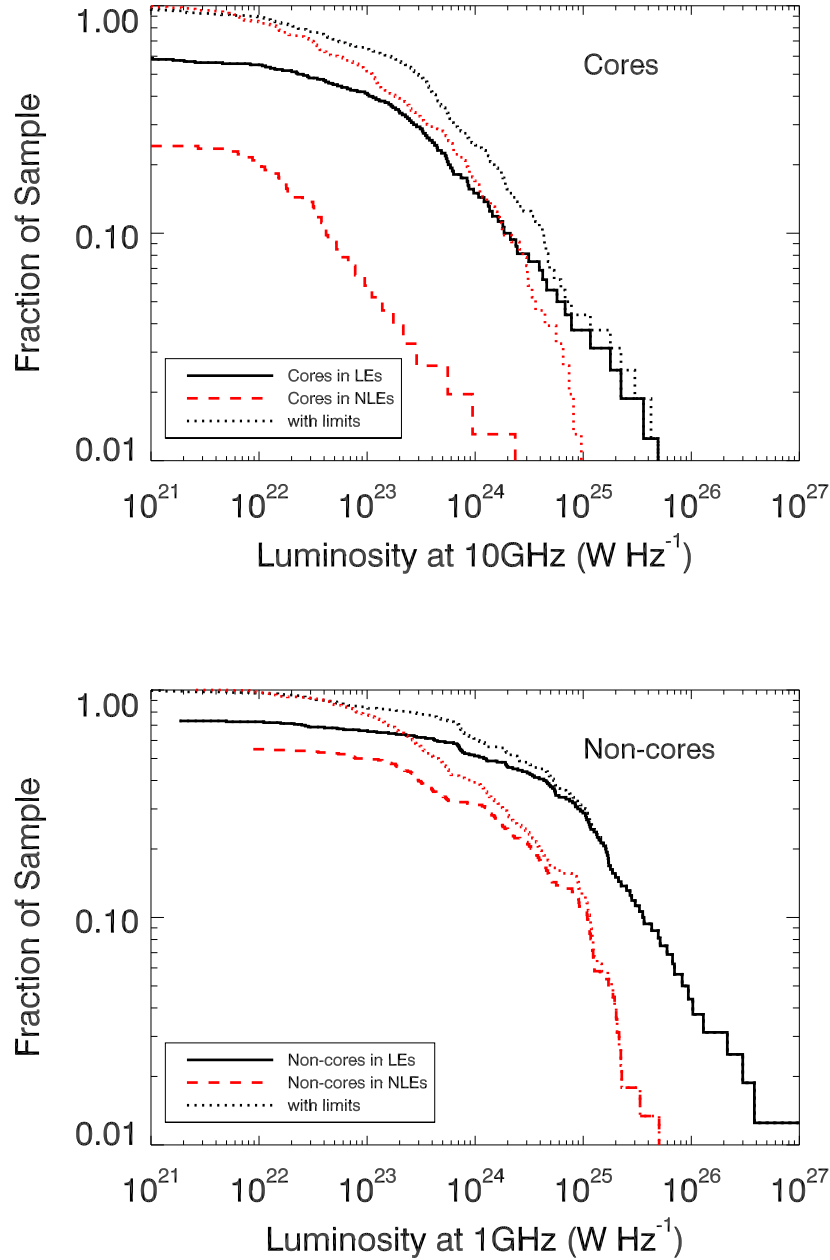 1.00
0.10
0.01
Fraction of Sample
Cores
Cores in LEs
Cores in NLEs
with limits
10^21 10^22 10^23 10^24 10^25 10^26 10^27
Luminosity at 10GHz (W Hz^-1)
1.00
0.10
0.01
Fraction of Sample
Non-cores
Non-cores in LEs
Non-cores in NLEs
with limits
10^21 10^22 10^23 10^24 10^25 10^26 10^27
Luminosity at 1GHz (W Hz^-1)